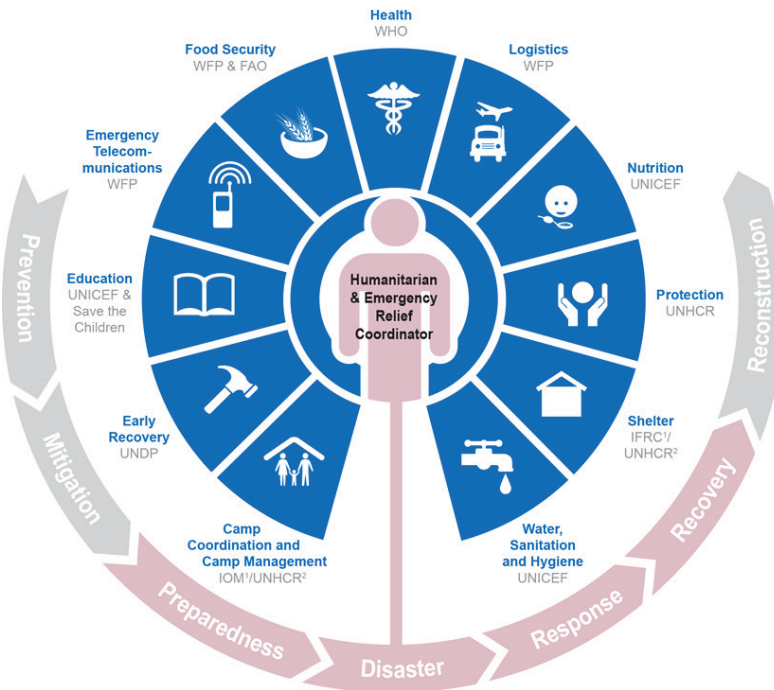 Health
WHO
Food Security
WFP & FAO
Logistics
WFP
Emergency
Telecom-
munications
WFP
Nutrition
UNICEF
Education
UNICEF &
Save the
Children
Humanitarian
& Emergency
Relief
Coordinator
Protection
UNHCR
Early
Recovery
UNDP
Shelter
IFRC¹/
UNHCR²
Camp
Coordination and
Camp Management
IOM¹/UNHCR²
Water,
Sanitation
and Hygiene
UNICEF
Prevention
Mitigation
Preparedness
Disaster
Response
Recovery
Reconstruction